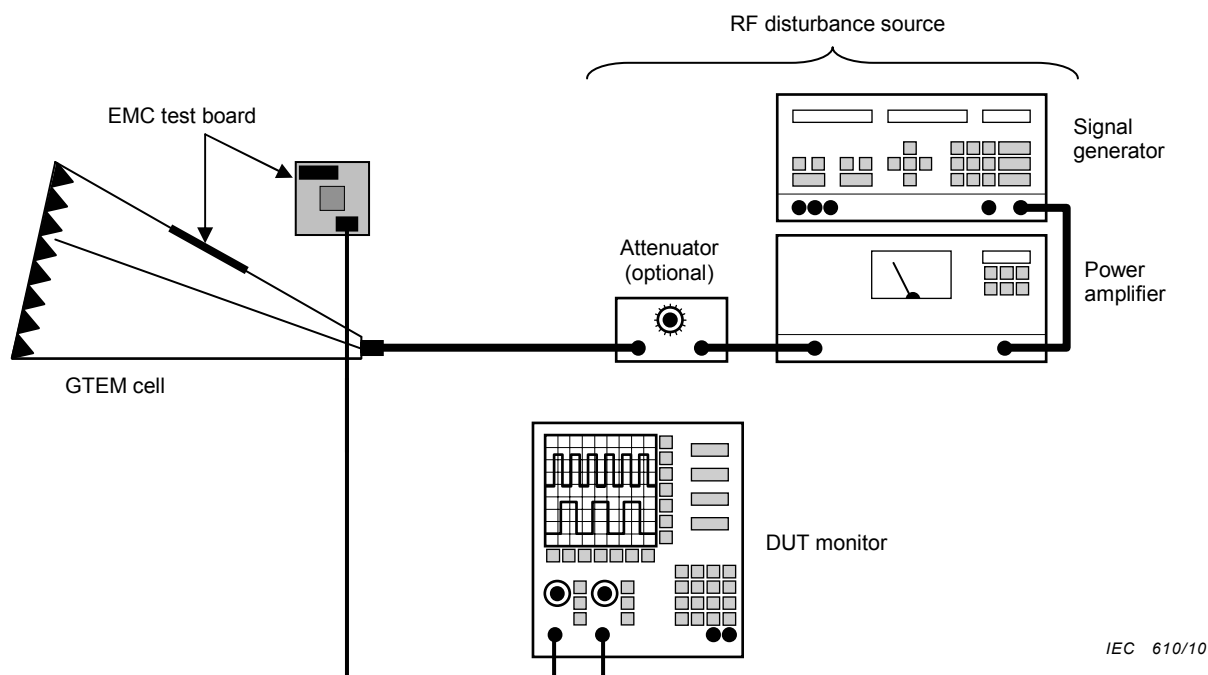 RF disturbance source
EMC test board
Signal
generator
Attenuator
(optional)
Power
amplifier
GTEM cell
DUT monitor
IEC 610/10